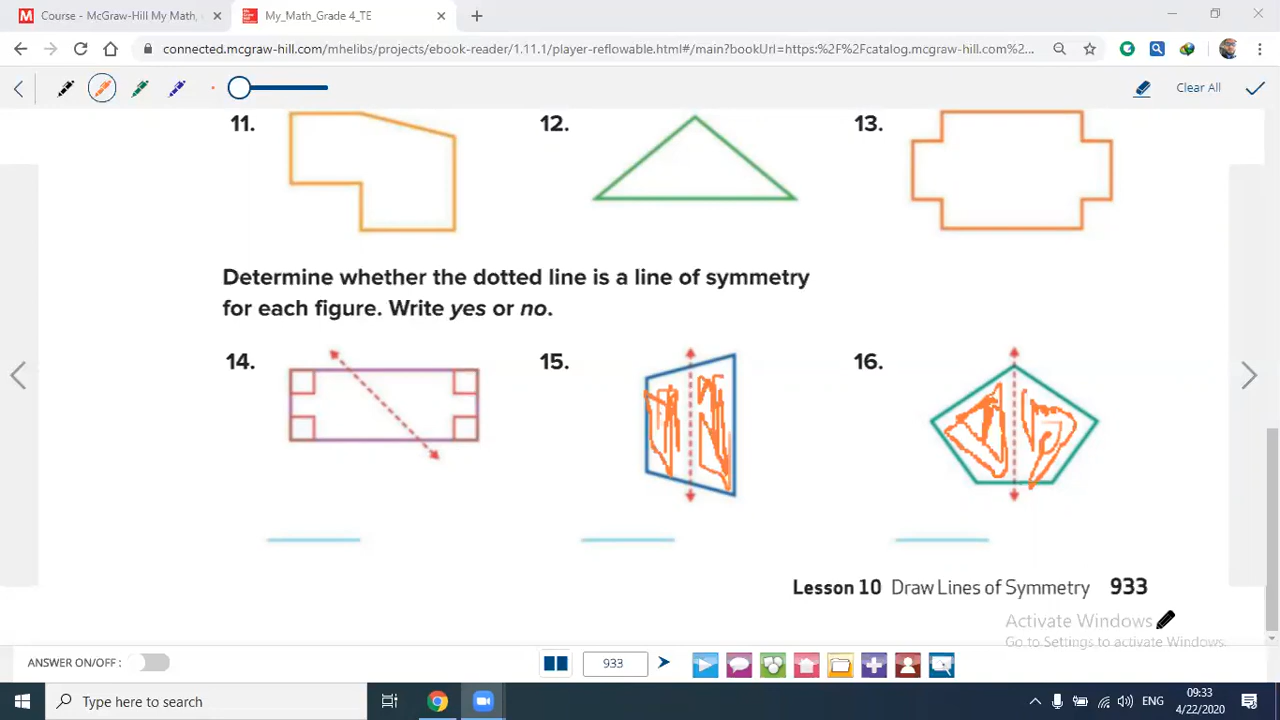 Course - McGraw-Hill My Math,
My_Math_Grade 4_TE
connected.mcgraw-hill.com/mhelibs/projects/ebook-reader/1.11.1/player-reflowable.html#/main?bookUrl=https:%2F%2Fcatalog.mcgraw-hill.com%2...
Clear All
11.
12.
13.
Determine whether the dotted line is a line of symmetry
for each figure. Write yes or no.
14.
15.
16.
Lesson 10 Draw Lines of Symmetry 933
Activate Windows
Go to Settings to activate Windows.
ANSWER ON/OFF :
933
Type here to search
ENG
09:33
4/22/2020